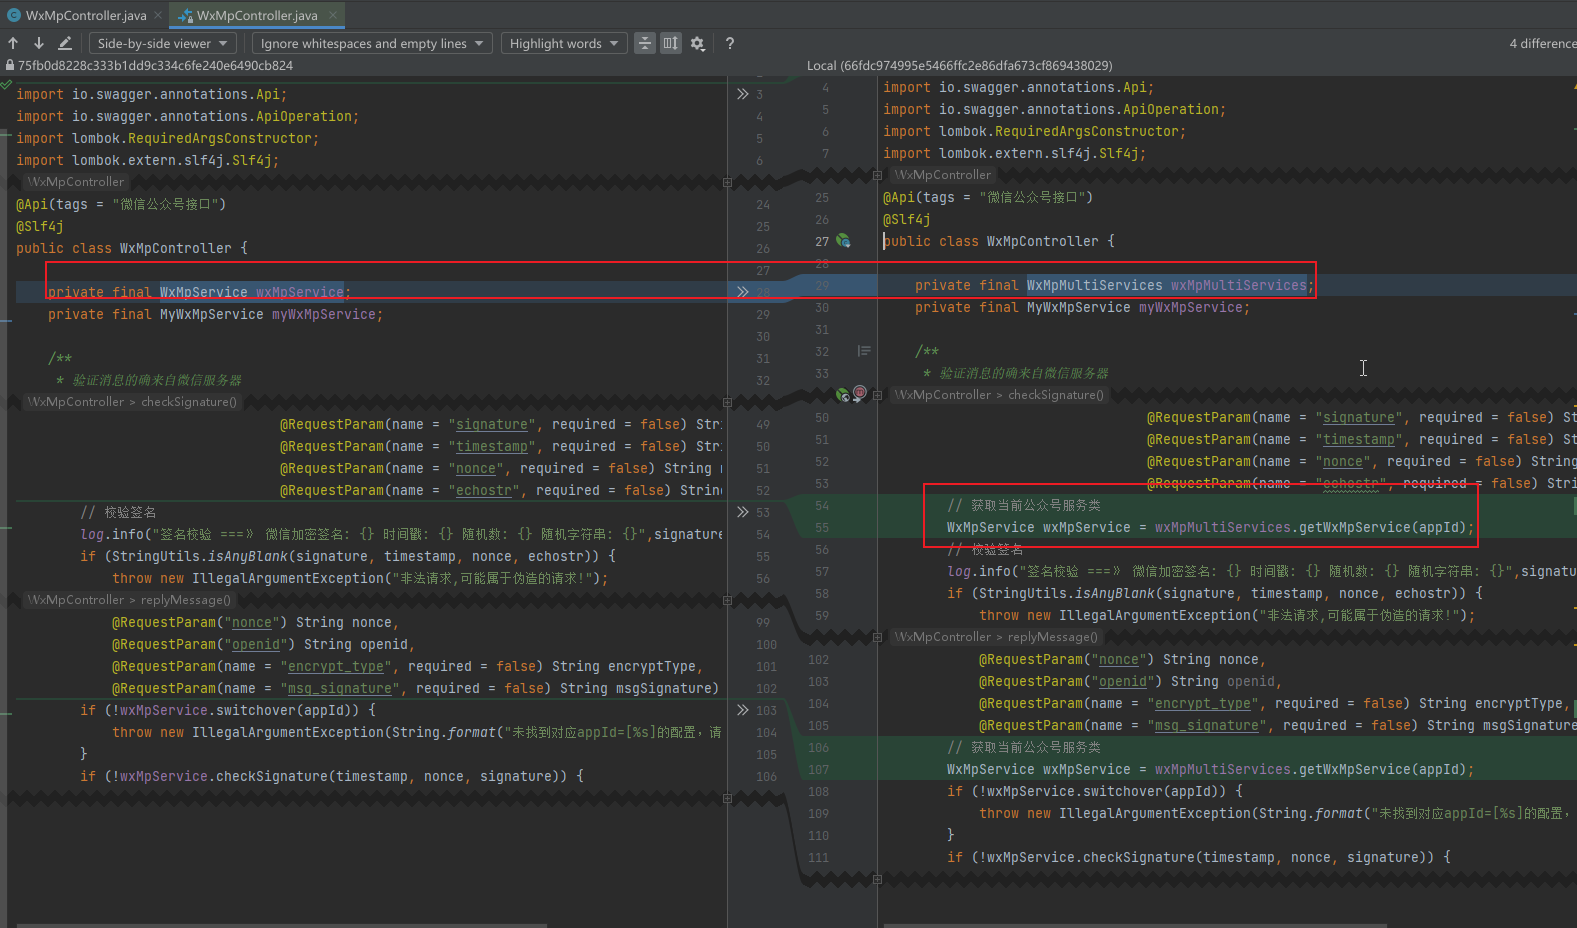 WxMpController.java
WxMpController.java
Side-by-side viewer
Ignore whitespaces and empty lines
Highlight words
?
4 difference
75fb0d8228c333b1dd9c334c6fe240e6490cb824
Local (66fdc974995e5466ffc2e86dfa673cf869438029)
import io.swagger.annotations.Api; 3
import io.swagger.annotations.ApiOperation; 4
import lombok.RequiredArgsConstructor; 5
import lombok.extern.slf4j.Slf4j; 6
WxMpController
@Api(tags = "微信公众号接口") 24
@Slf4j 25
public class WxMpController { 26
27
private final WxMpService wxMpService; 28
private final MyWxMpService myWxMpService; 29
30
/** 31
* 验证消息的确来自微信服务器 32
WxMpController > checkSignature()
@RequestParam(name = "signature", required = false) Stri 49
@RequestParam(name = "timestamp", required = false) Stri 50
@RequestParam(name = "nonce", required = false) String n 51
@RequestParam(name = "echostr", required = false) String 52
// 校验签名 53
log.info("签名校验 ===》 微信加密签名: {} 时间戳: {} 随机数: {} 随机字符串: {}",signature 54
if (StringUtils.isAnyBlank(signature, timestamp, nonce, echostr)) { 55
throw new IllegalArgumentException("非法请求,可能属于伪造的请求!"); 56
WxMpController > replyMessage()
@RequestParam("nonce") String nonce, 99
@RequestParam("openid") String openid, 100
@RequestParam(name = "encrypt_type", required = false) String encryptType, 101
@RequestParam(name = "msg_signature", required = false) String msgSignature) 102
if (!wxMpService.switchover(appId)) { 103
throw new IllegalArgumentException(String.format("未找到对应appId=[%s]的配置，请 104
} 105
if (!wxMpService.checkSignature(timestamp, nonce, signature)) { 106
4 import io.swagger.annotations.Api;
5 import io.swagger.annotations.ApiOperation;
6 import lombok.RequiredArgsConstructor;
7 import lombok.extern.slf4j.Slf4j;
WxMpController
25 @Api(tags = "微信公众号接口")
26 @Slf4j
27 public class WxMpController {
28
29 private final WxMpMultiServices wxMpMultiServices;
30 private final MyWxMpService myWxMpService;
31
32 /**
33 * 验证消息的确来自微信服务器
WxMpController > checkSignature()
50 @RequestParam(name = "signature", required = false) St
51 @RequestParam(name = "timestamp", required = false) St
52 @RequestParam(name = "nonce", required = false) String
53 @RequestParam(name = "echostr", required = false) Stri
54 // 获取当前公众号服务类
55 WxMpService wxMpService = wxMpMultiServices.getWxMpService(appId);
56 // 校验签名
57 log.info("签名校验 ===》 微信加密签名: {} 时间戳: {} 随机数: {} 随机字符串: {}",signatu
58 if (StringUtils.isAnyBlank(signature, timestamp, nonce, echostr)) {
59 throw new IllegalArgumentException("非法请求,可能属于伪造的请求!");
WxMpController > replyMessage()
102 @RequestParam("nonce") String nonce,
103 @RequestParam("openid") String openid,
104 @RequestParam(name = "encrypt_type", required = false) String encryptType,
105 @RequestParam(name = "msg_signature", required = false) String msgSignature
106 // 获取当前公众号服务类
107 WxMpService wxMpService = wxMpMultiServices.getWxMpService(appId);
108 if (!wxMpService.switchover(appId)) {
109 throw new IllegalArgumentException(String.format("未找到对应appId=[%s]的配置，
110 }
111 if (!wxMpService.checkSignature(timestamp, nonce, signature)) {